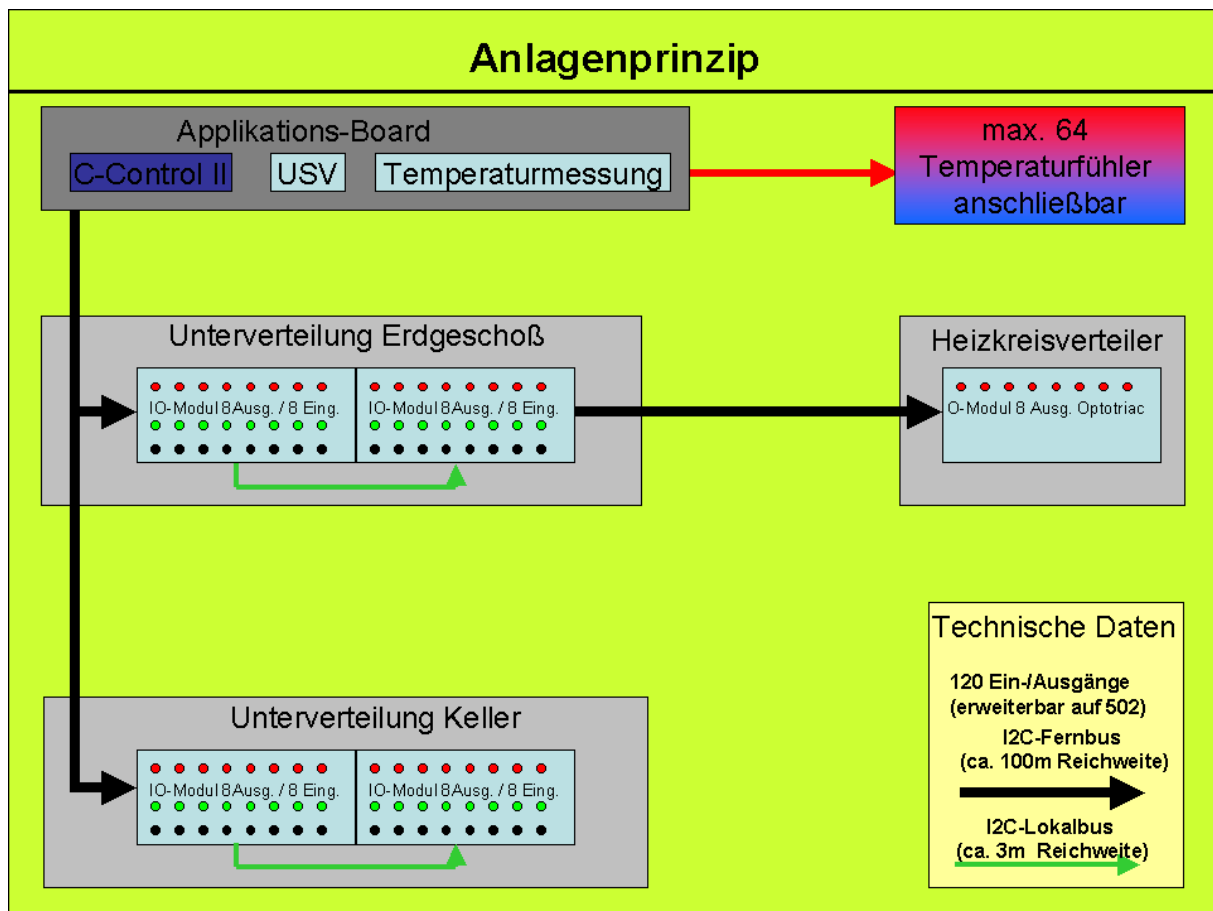 Anlagenprinzip
Applikations-Board
C-Control II
USV
Temperaturmessung
max. 64
Temperaturfühler
anschließbar
Unterverteilung Erdgeschoß
IO-Modul 8Ausg. / 8 Eing.
IO-Modul 8Ausg. / 8 Eing.
Heizkreisverteiler
O-Modul 8 Ausg. Optotriac
Unterverteilung Keller
IO-Modul 8Ausg. / 8 Eing.
IO-Modul 8Ausg. / 8 Eing.
Technische Daten
120 Ein-/Ausgänge
(erweiterbar auf 502)
I2C-Fernbus
(ca. 100m Reichweite)
I2C-Lokalbus
(ca. 3m Reichweite)